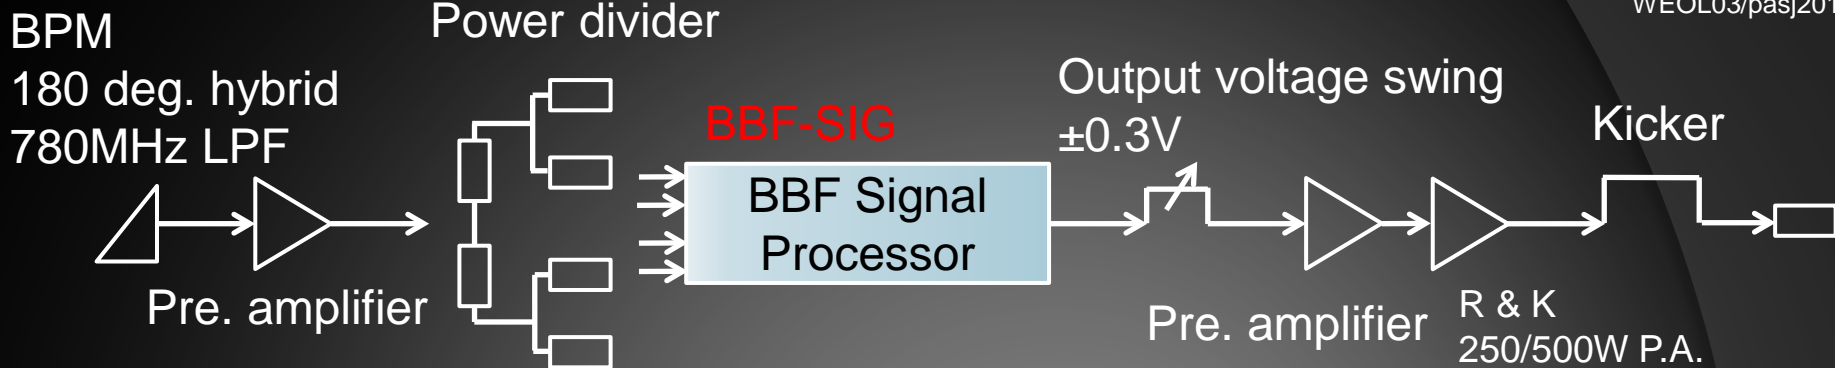 WEOL03/pasj201
BPM
180 deg. hybrid
780MHz LPF
Power divider
Pre. amplifier
BBF-SIG
BBF Signal
Processor
Output voltage swing
±0.3V
Kicker
Pre. amplifier
R & K
250/500W P.A.